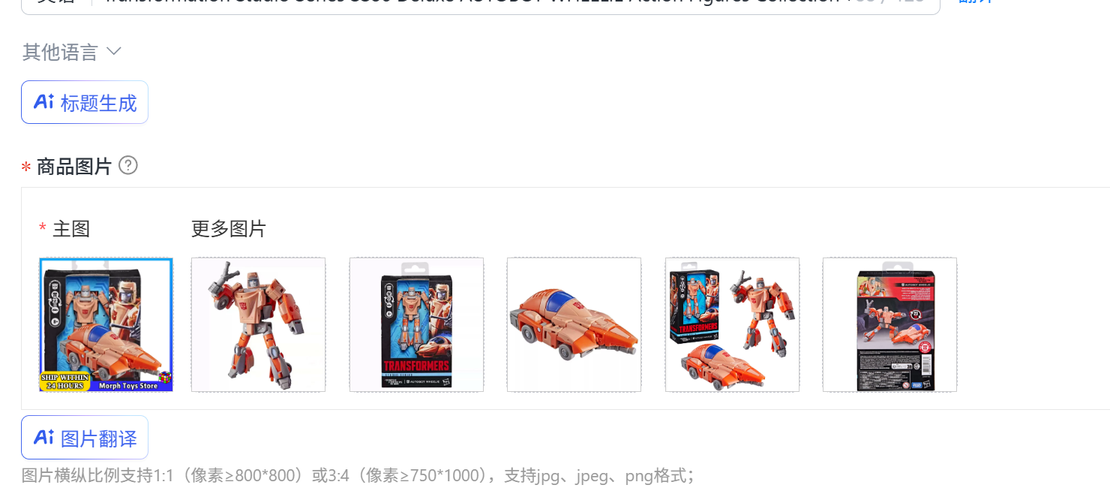 其他语言
Ai 标题生成
* 商品图片 ?
* 主图
更多图片
SHIP WITHIN
24 HOURS
Morph Toys Store
TRANSFORMERS
TRANSFORMERS
Ai 图片翻译
图片横纵比例支持1:1（像素≥800*800）或3:4（像素≥750*1000），支持jpg、jpeg、png格式；